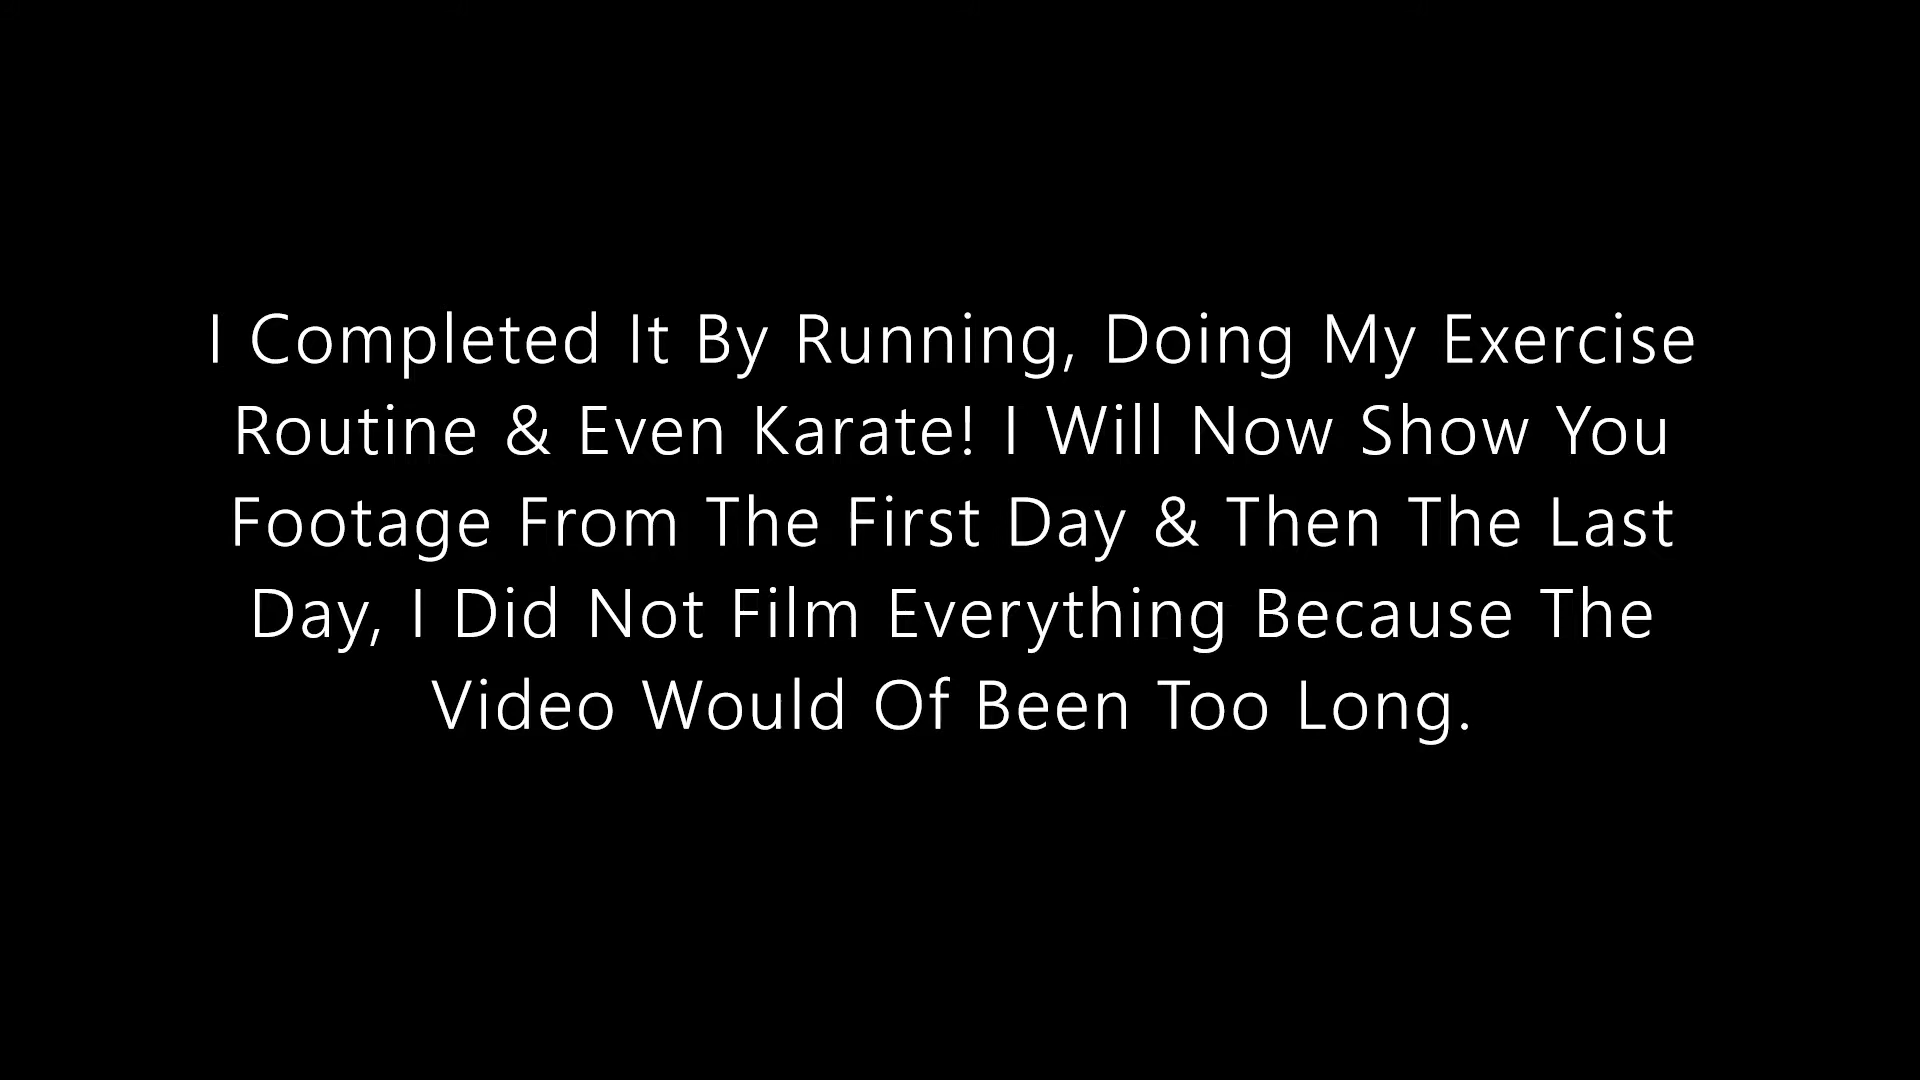 I Completed It By Running, Doing My Exercise
Routine & Even Karate! I Will Now Show You
Footage From The First Day & Then The Last
Day, I Did Not Film Everything Because The
Video Would Of Been Too Long.